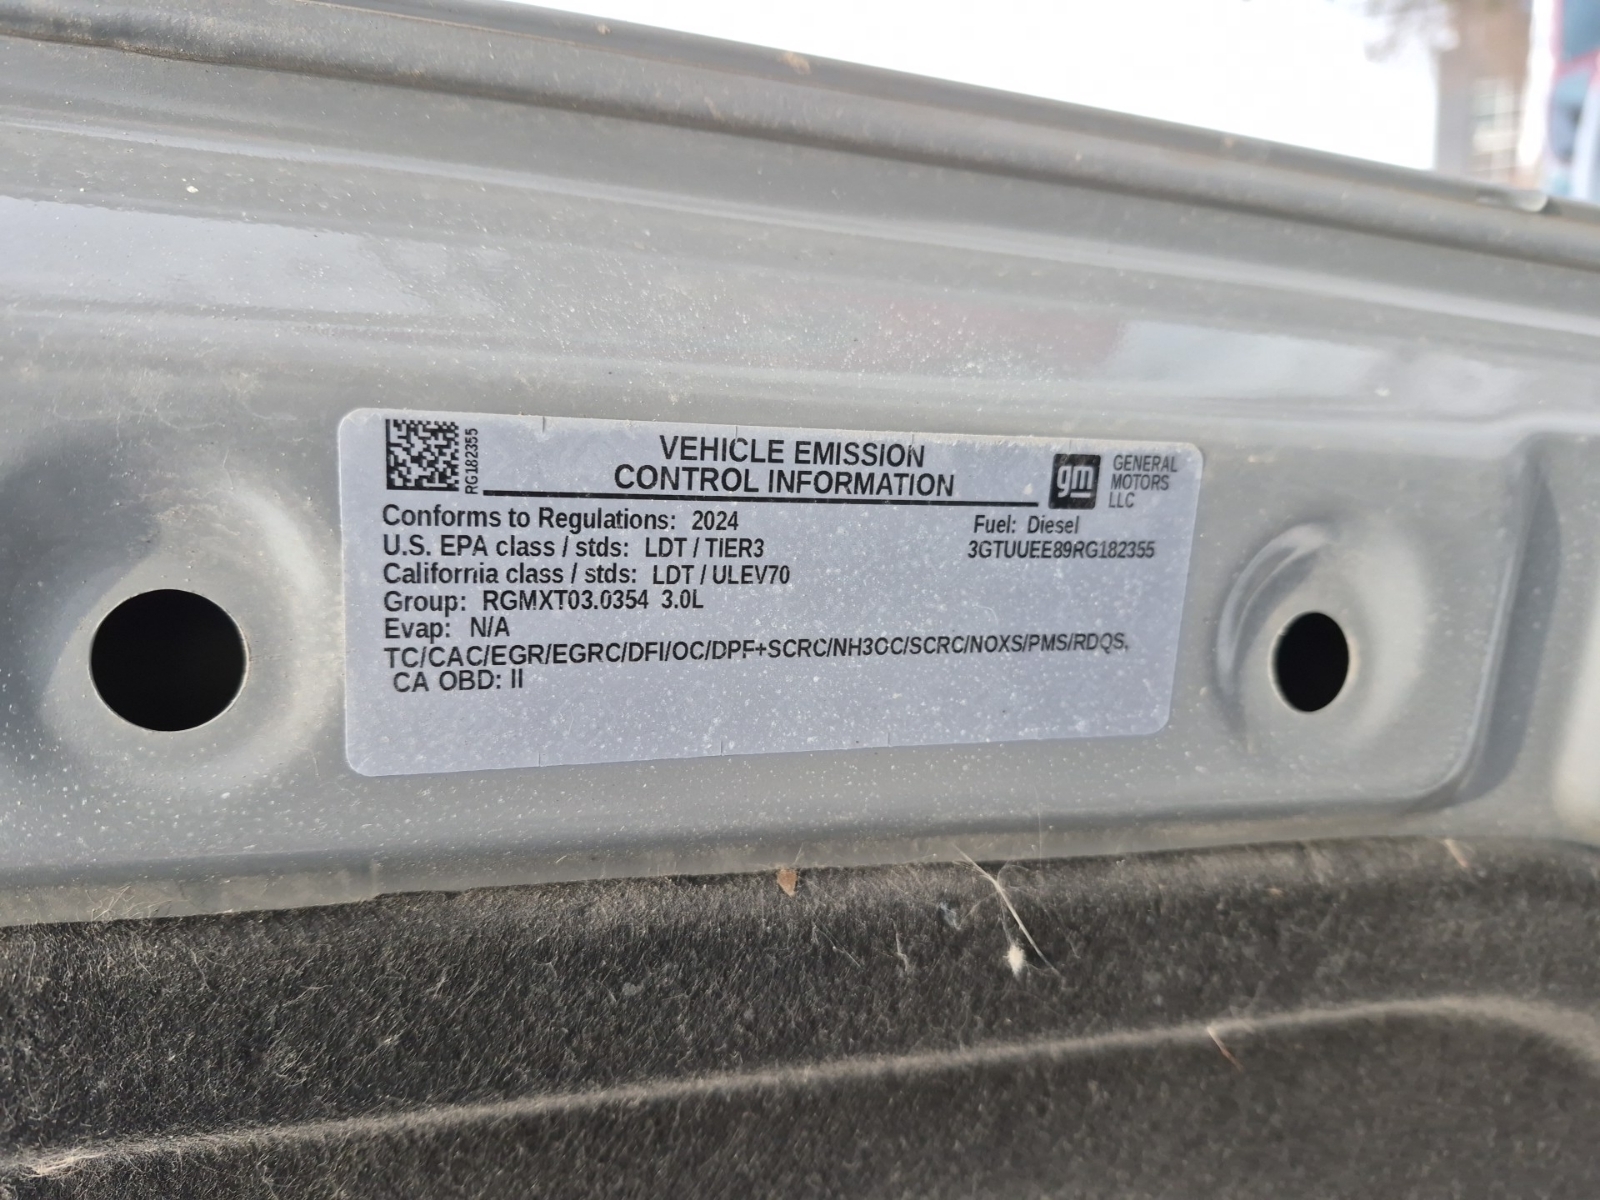 RG182355
VEHICLE EMISSION
CONTROL INFORMATION
gm
GENERAL
MOTORS
LLC
Conforms to Regulations: 2024
Fuel: Diesel
U.S. EPA class / stds: LDT / TIER3
3GTUUEE89RG182355
California class / stds: LDT / ULEV70
Group: RGMXT03.0354 3.0L
Evap: N/A
TC/CAC/EGR/EGRC/DFI/OC/DPF+SCRC/NH3OC/SCRC/NOXS/PMS/RDQS,
CA OBD: II